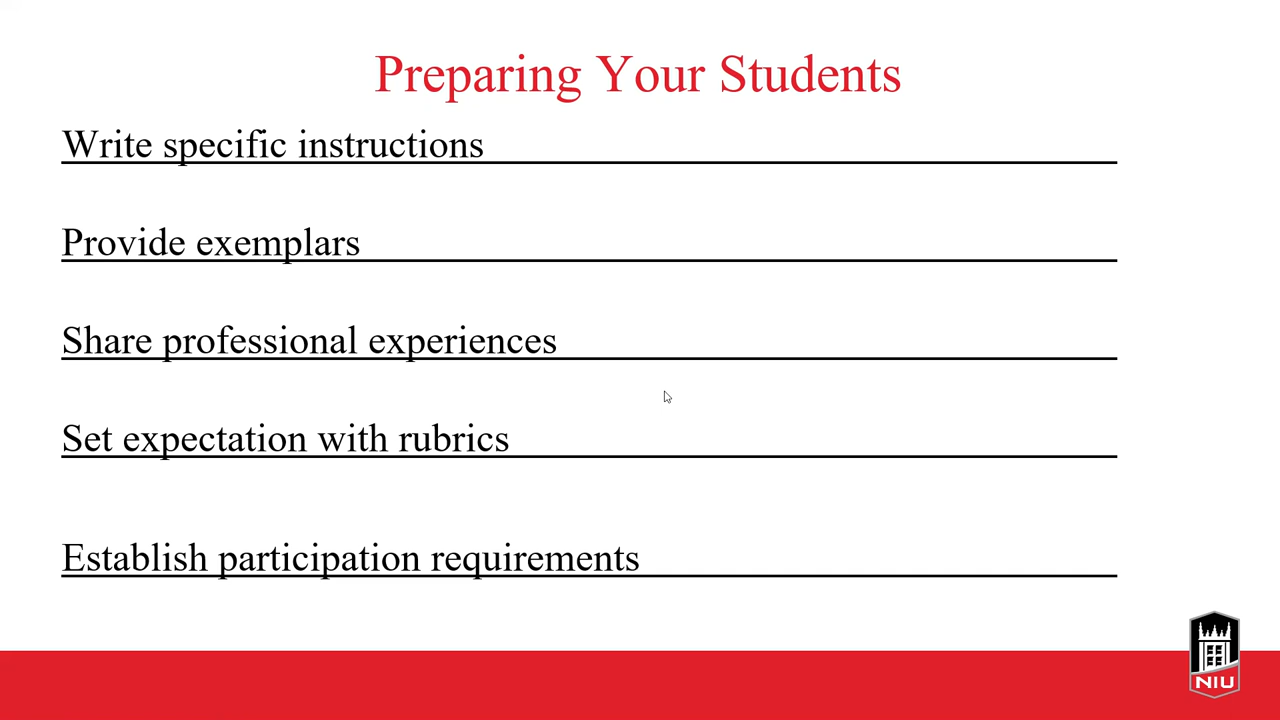 Preparing Your Students
Write specific instructions
Provide exemplars
Share professional experiences
Set expectation with rubrics
Establish participation requirements
NIU